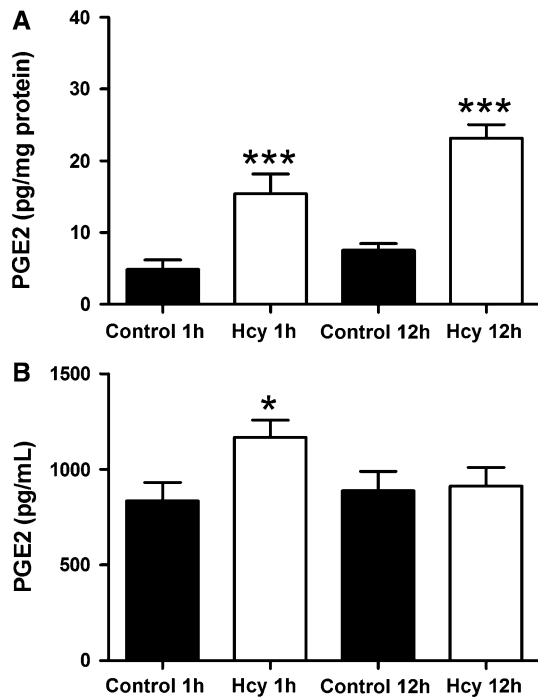 A
PGE2 (pg/mg protein)
40
30
20
10
0
***
***
Control 1h Hcy 1h Control 12h Hcy 12h
B
PGE2 (pg/mL)
1500
1000
500
0
*
Control 1h Hcy 1h Control 12h Hcy 12h